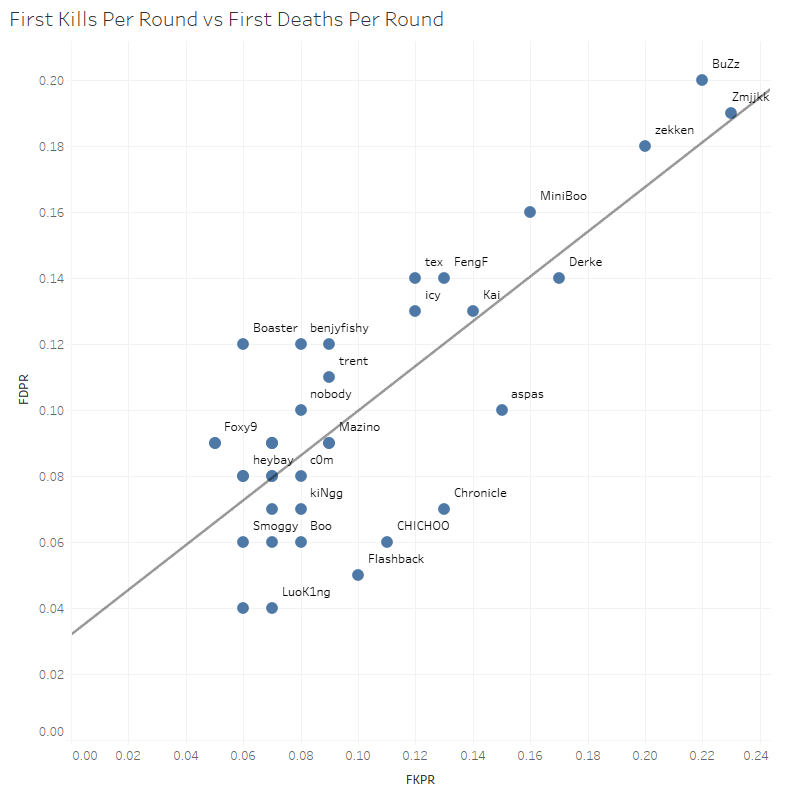 First Kills Per Round vs First Deaths Per Round
BuZz
0.20
Zmjjkk
zekken
0.18
MiniBoo
0.16
tex FengF Derke
0.14
icy Kai
Boaster benjyfishy
0.12
trent
nobody aspas
FDPR
0.10
Foxy9 Mazino
heybay c0m
0.08
kiNgg Chronicle
Smoggy Boo CHICHOO
0.06
Flashback
LuoK1ng
0.04
0.02
0.00
0.00 0.02 0.04 0.06 0.08 0.10 0.12 0.14 0.16 0.18 0.20 0.22 0.24
FKPR